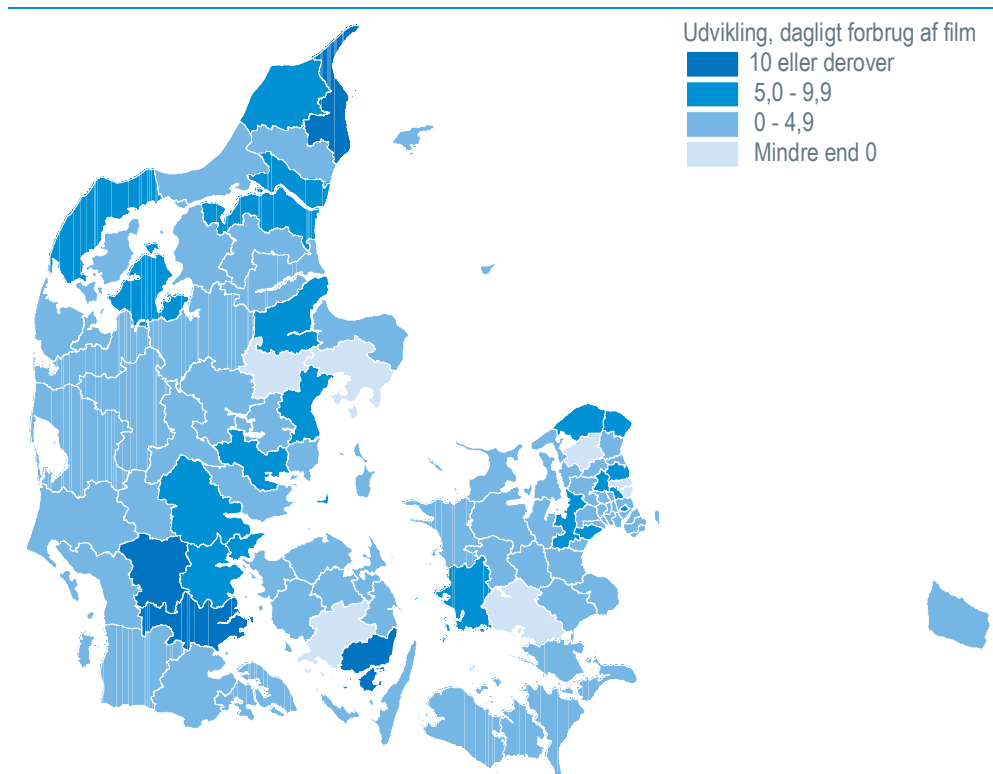 Udvikling, dagligt forbrug af film
10 eller derover
5,0 - 9,9
0 - 4,9
Mindre end 0